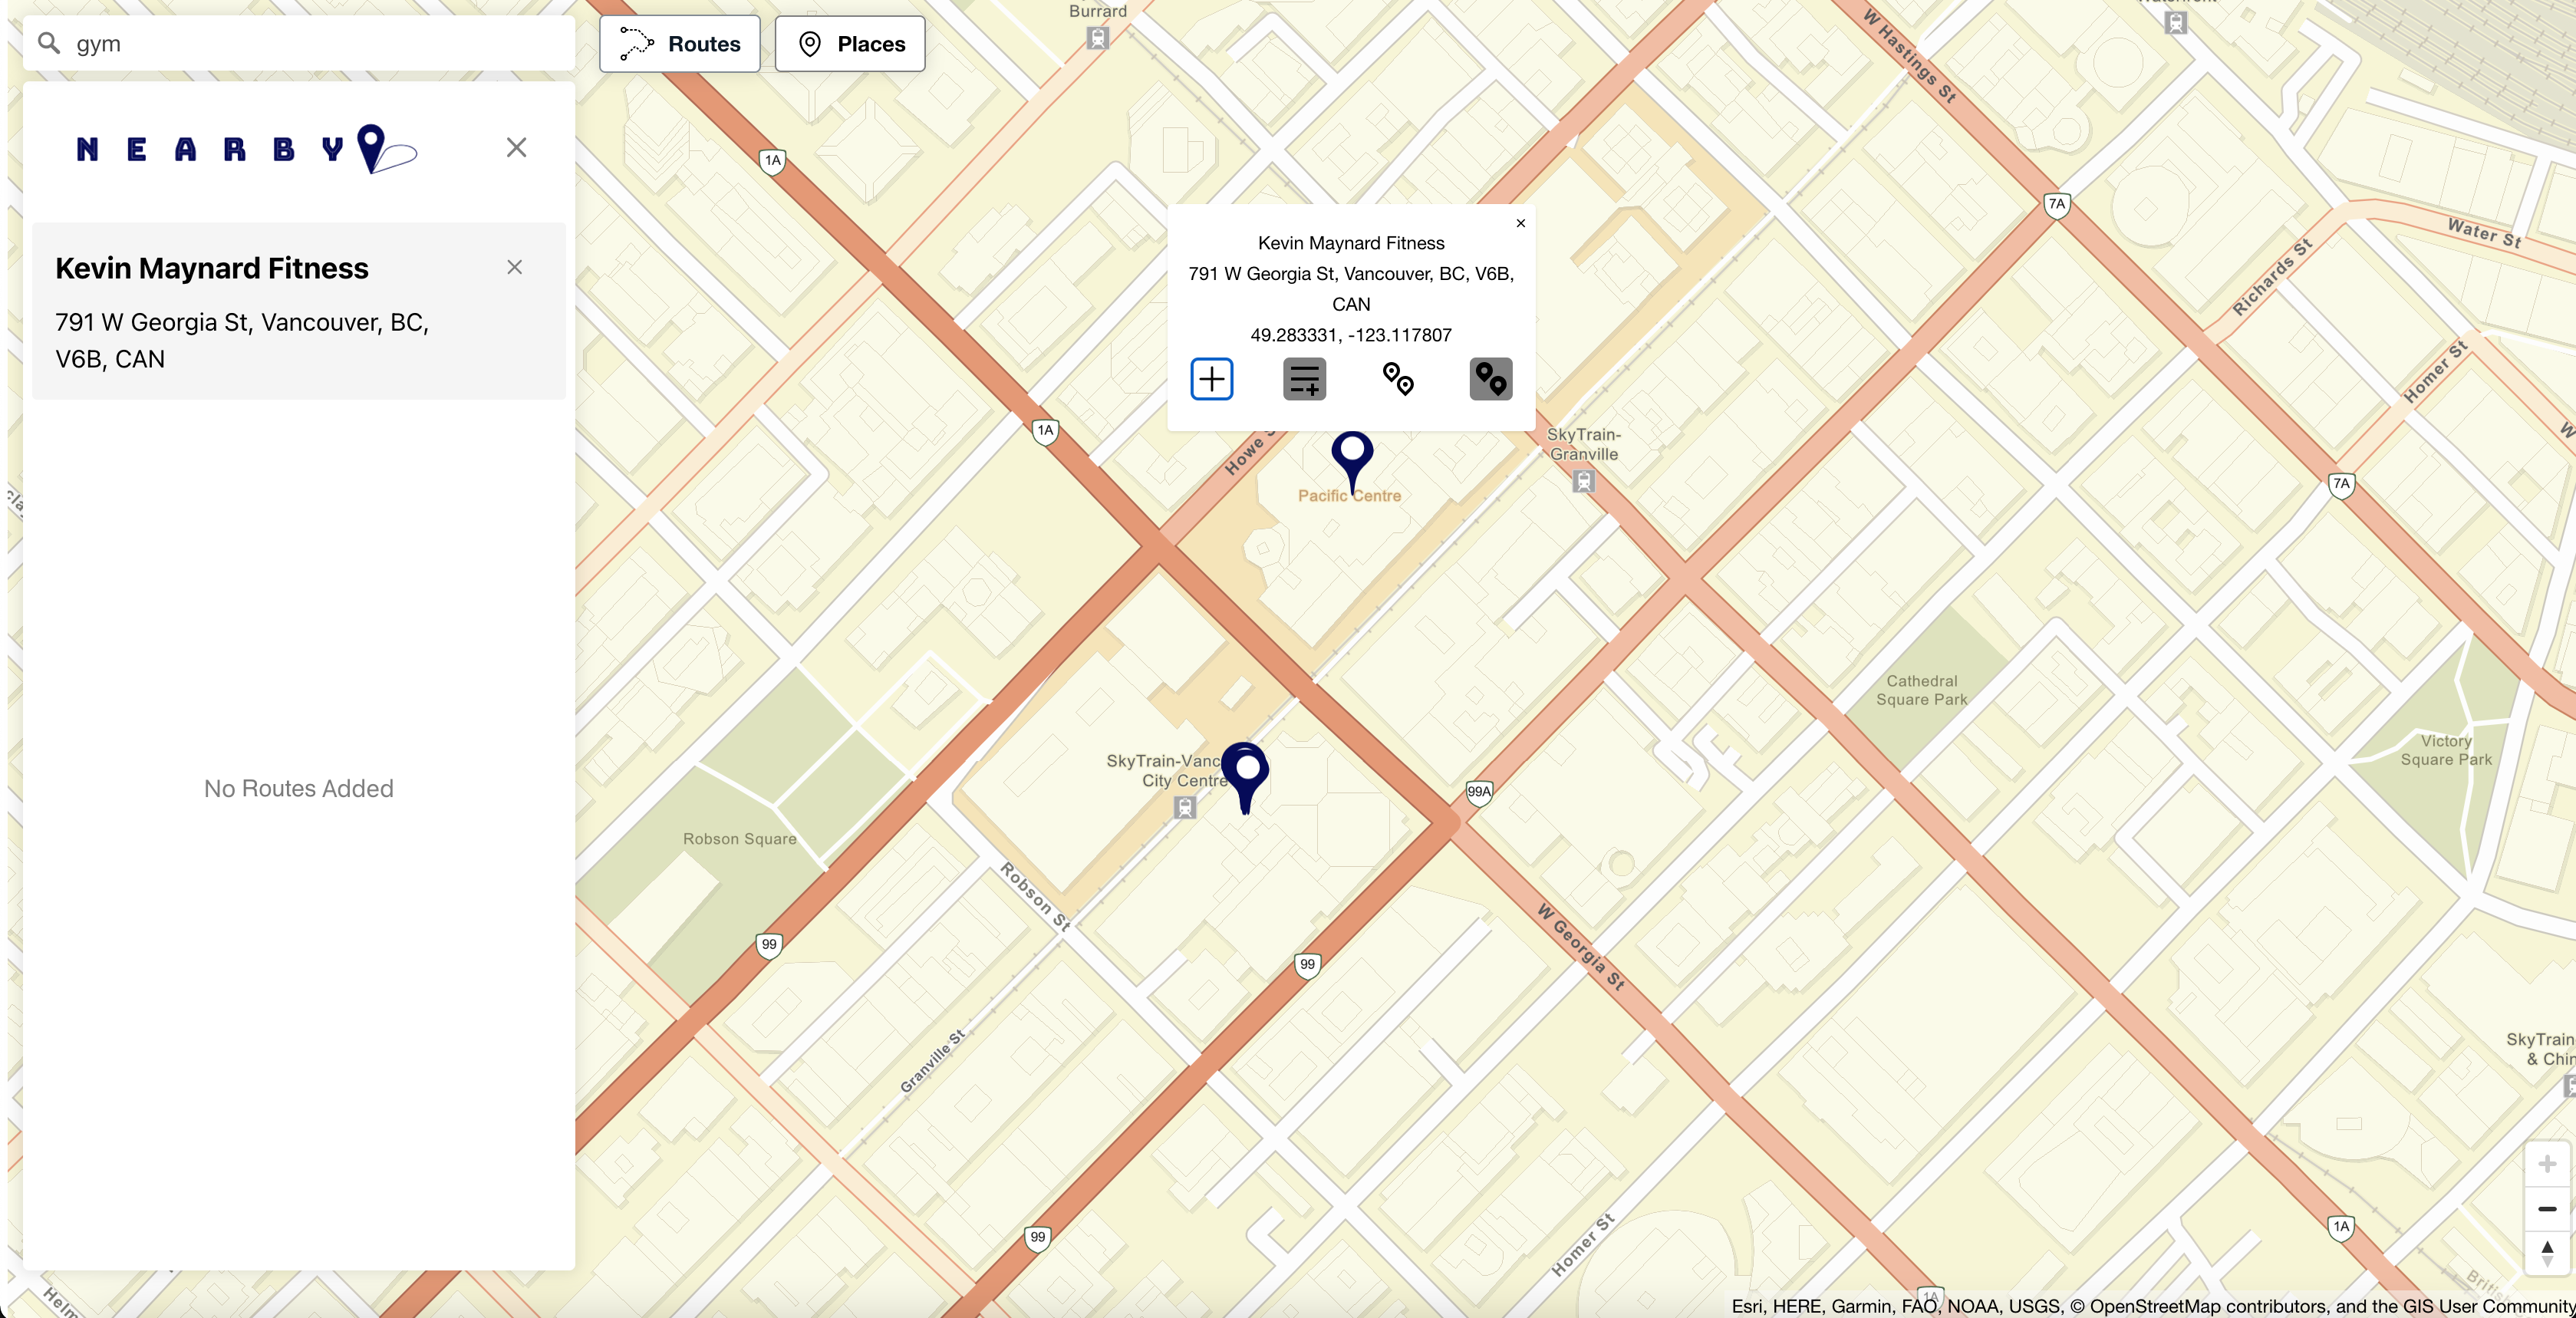 gym
Routes
Places
NEARBY
Kevin Maynard Fitness
791 W Georgia St, Vancouver, BC,
V6B, CAN
No Routes Added
Kevin Maynard Fitness
791 W Georgia St, Vancouver, BC, V6B,
CAN
49.283331, -123.117807
Burrard
W Hastings St
1A
7A
Water St
Richards St
Homer St
1A
Howe
SkyTrain-
Granville
7A
Pacific Centre
Cathedral
Square Park
Victory
Square Park
SkyTrain-Vanc
City Centre
99A
Robson Square
Robson St
99
99
W Georgia St
Granville St
SkyTrain
& Chin
99
Homer St
1A
1A
Helm
Britis
Esri, HERE, Garmin, FAO, NOAA, USGS, © OpenStreetMap contributors, and the GIS User Community